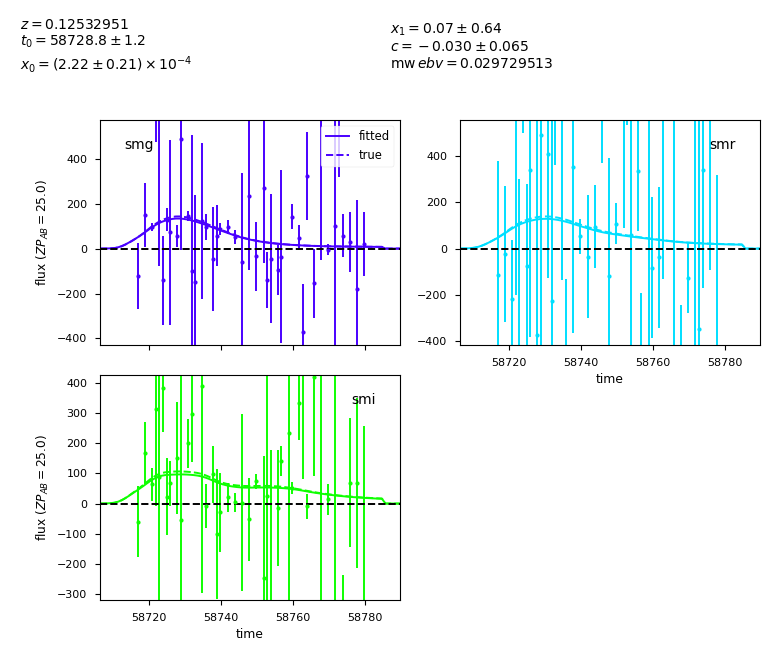 z = 0.12532951
t₀ = 58728.8 ± 1.2
x₀ = (2.22 ± 0.21) × 10⁻⁴
x₁ = 0.07 ± 0.64
c = −0.030 ± 0.065
mw ebv = 0.029729513
smg
fitted
true
400
200
0
−200
−400
flux (ZP_AB = 25.0)
smr
400
200
0
−200
−400
58720 58740 58760 58780
time
smi
400
300
200
100
0
−100
−200
−300
flux (ZP_AB = 25.0)
58720 58740 58760 58780
time